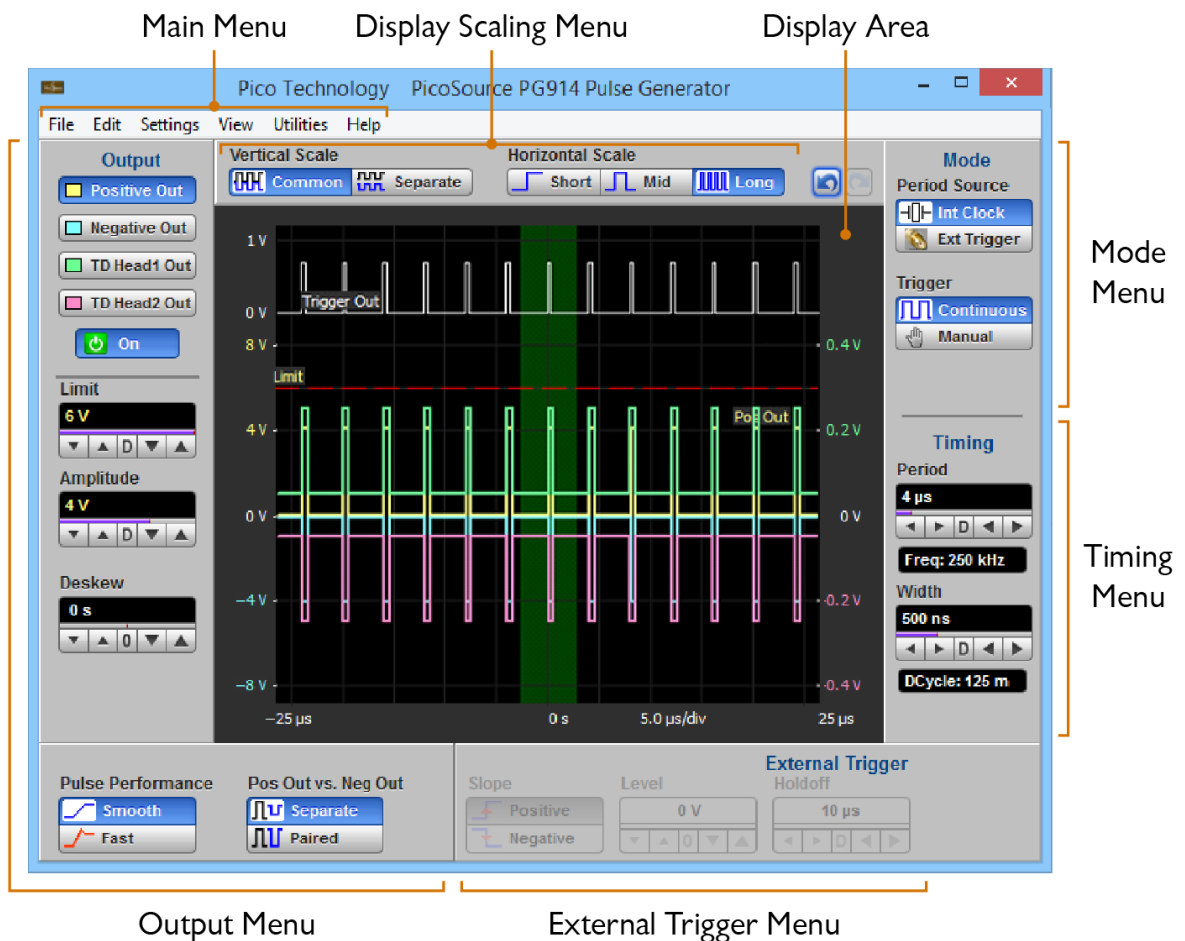 Main Menu
Display Scaling Menu
Display Area
Pico Technology PicoSource PG914 Pulse Generator
File Edit Settings View Utilities Help
Output
Positive Out
Negative Out
TD Head1 Out
TD Head2 Out
On
Limit
6 V
D
Amplitude
4 V
D
Deskew
0 s
0
Vertical Scale
Common
Separate
Horizontal Scale
Short
Mid
Long
1 V
Trigger Out
0 V
8 V
0.4 V
Limit
Pos Out
4 V
0.2 V
0 V
0 V
−4 V
-0.2 V
−8 V
-0.4 V
−25 µs
0 s
5.0 µs/div
25 µs
Mode
Period Source
Int Clock
Ext Trigger
Trigger
Continuous
Manual
Mode
Menu
Timing
Period
4 µs
D
Freq: 250 kHz
Width
500 ns
D
DCycle: 125 m
Timing
Menu
Pulse Performance
Smooth
Fast
Pos Out vs. Neg Out
Separate
Paired
External Trigger
Slope
Positive
Negative
Level
0 V
0
Holdoff
10 µs
D
Output Menu
External Trigger Menu